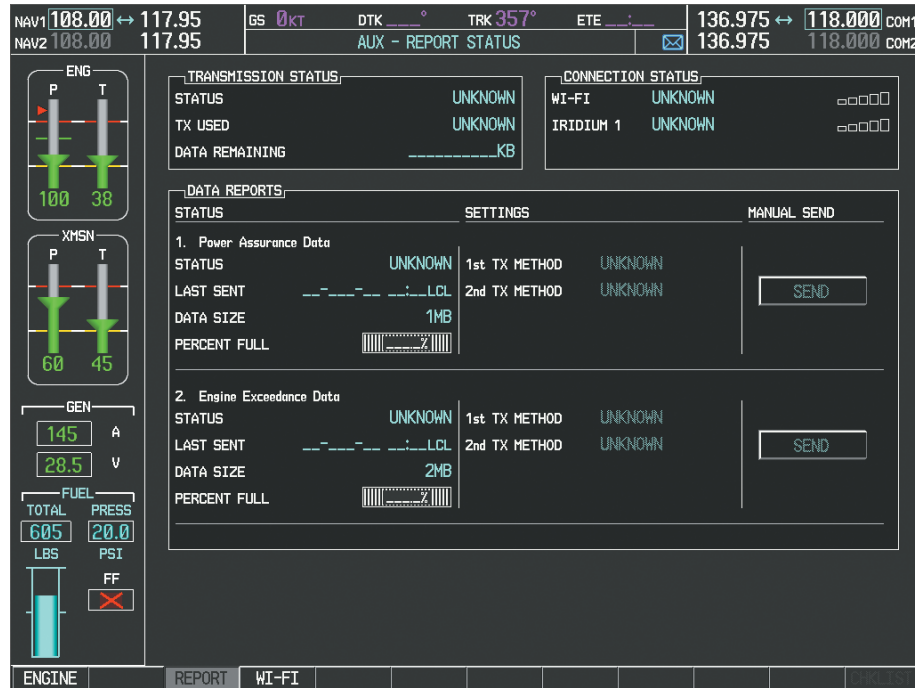 NAV1 108.00 ↔ 117.95 GS 0KT DTK ___° TRK 357° ETE __:__ 136.975 ↔ 118.000 COM1
NAV2 108.00 117.95 AUX - REPORT STATUS 136.975 118.000 COM2
ENG
P T
100 38
XMSN
P T
60 45
GEN
145 A
28.5 V
FUEL
TOTAL PRESS
605 20.0
LBS PSI
FF
TRANSMISSION STATUS
STATUS UNKNOWN
TX USED UNKNOWN
DATA REMAINING __________KB
CONNECTION STATUS
WI-FI UNKNOWN
IRIDIUM 1 UNKNOWN
DATA REPORTS
STATUS SETTINGS MANUAL SEND
1. Power Assurance Data
STATUS UNKNOWN 1st TX METHOD UNKNOWN
LAST SENT __-___-__ __:__LCL 2nd TX METHOD UNKNOWN SEND
DATA SIZE 1MB
PERCENT FULL ____%
2. Engine Exceedance Data
STATUS UNKNOWN 1st TX METHOD UNKNOWN
LAST SENT __-___-__ __:__LCL 2nd TX METHOD UNKNOWN SEND
DATA SIZE 2MB
PERCENT FULL ____%
ENGINE REPORT WI-FI CHKLIST